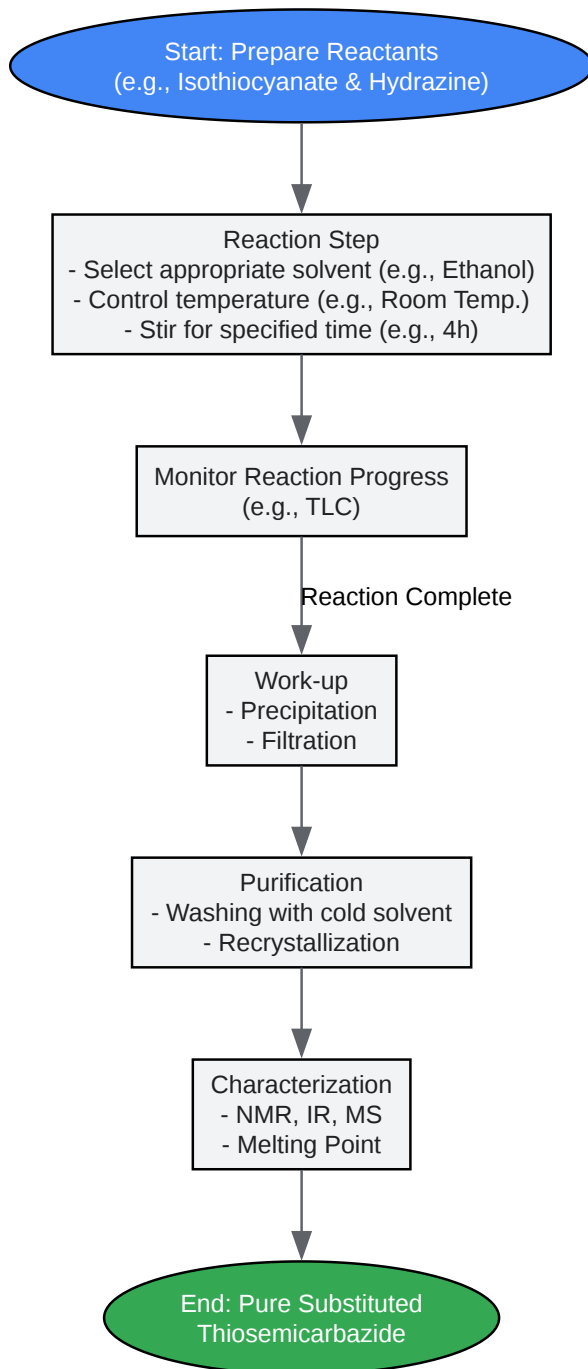 Start: Prepare Reactants
(e.g., Isothiocyanate & Hydrazine)
Reaction Step
- Select appropriate solvent (e.g., Ethanol)
- Control temperature (e.g., Room Temp.)
- Stir for specified time (e.g., 4h)
Monitor Reaction Progress
(e.g., TLC)
Reaction Complete
Work-up
- Precipitation
- Filtration
Purification
- Washing with cold solvent
- Recrystallization
Characterization
- NMR, IR, MS
- Melting Point
End: Pure Substituted
Thiosemicarbazide